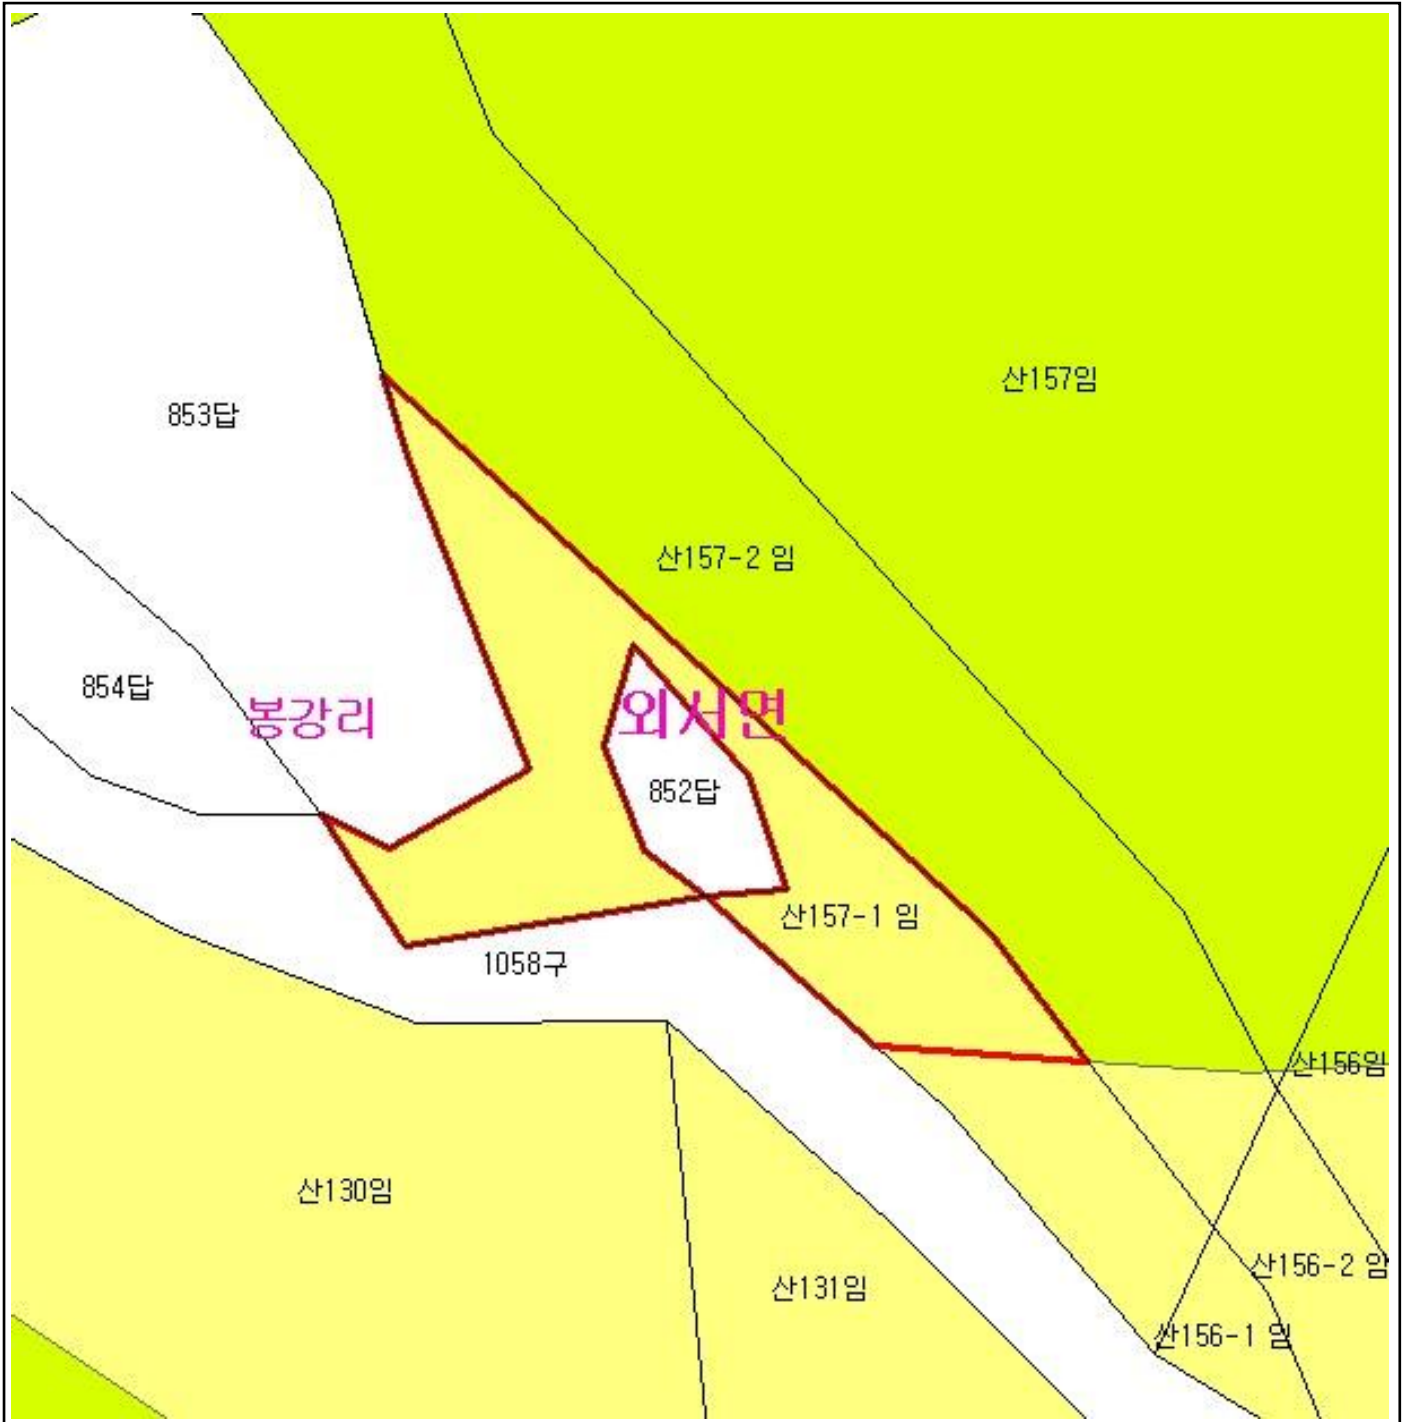 산157임
853답
산157-2 임
854답
봉강리
외서면
852답
산157-1 임
1058구
산156임
산130임
산156-2 임
산131임
산156-1 임